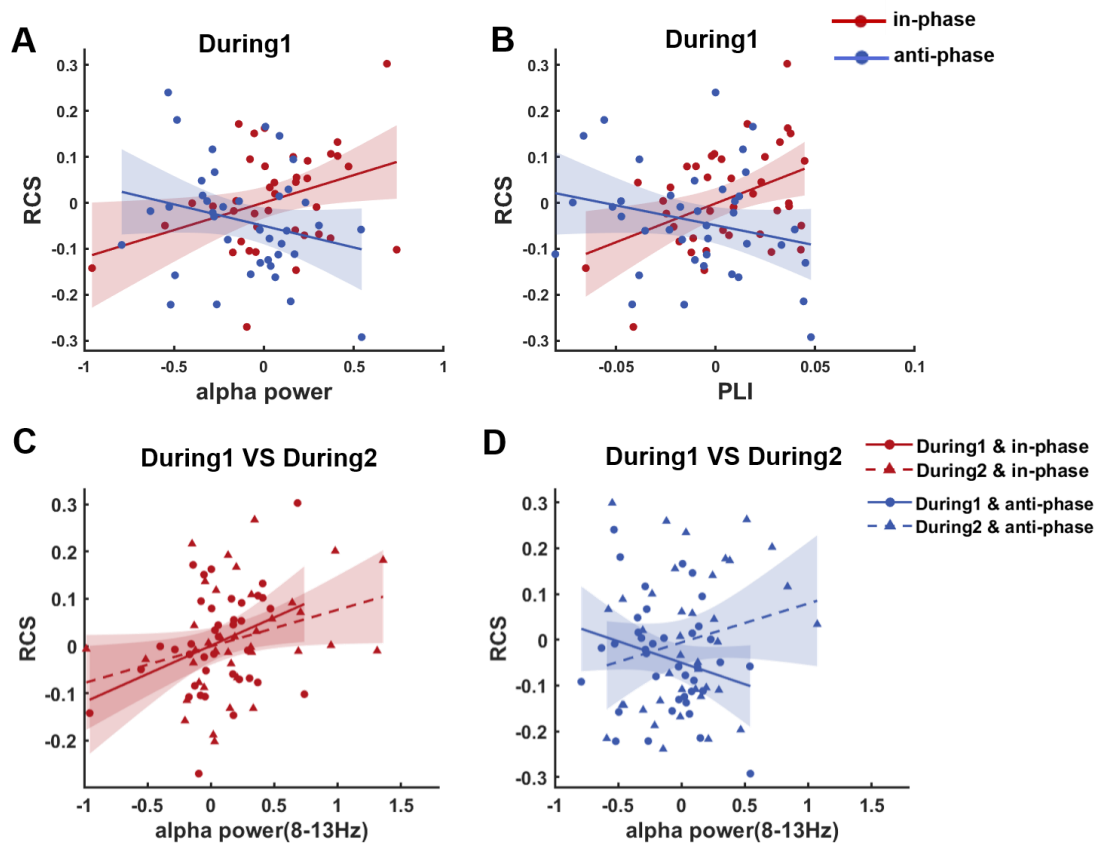 A
During1
B
During1
in-phase
anti-phase
RCS
0.3
0.2
0.1
0
-0.1
-0.2
-0.3
-1
-0.5
0
0.5
1
alpha power
RCS
0.3
0.2
0.1
0
-0.1
-0.2
-0.3
-0.05
0
0.05
0.1
PLI
C
During1 VS During2
D
During1 VS During2
During1 & in-phase
During2 & in-phase
During1 & anti-phase
During2 & anti-phase
RCS
0.3
0.2
0.1
0
-0.1
-0.2
-1
-0.5
0
0.5
1
1.5
alpha power(8-13Hz)
RCS
0.3
0.2
0.1
0
-0.1
-0.2
-0.3
-1
-0.5
0
0.5
1
1.5
alpha power(8-13Hz)